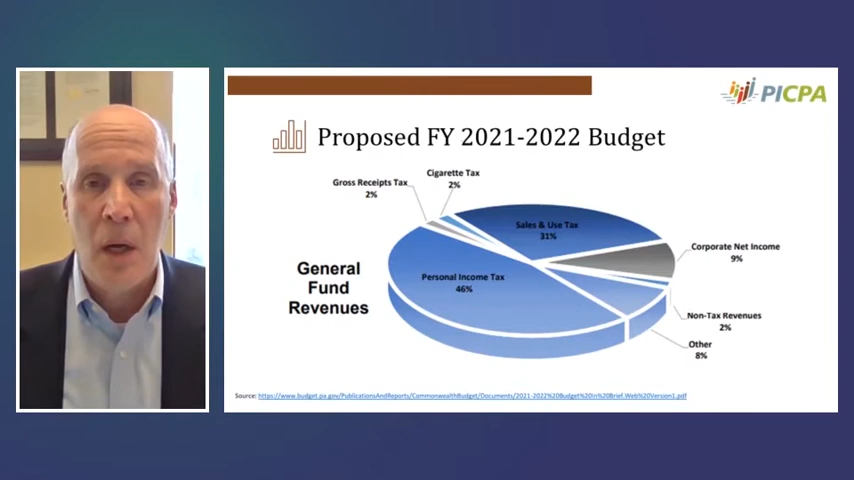 PICPA
Proposed FY 2021-2022 Budget
Cigarette Tax
2%
Gross Receipts Tax
2%
Sales & Use Tax
31%
Corporate Net Income
9%
General
Fund
Revenues
Personal Income Tax
46%
Non-Tax Revenues
2%
Other
8%
Source: https://www.budget.pa.gov/PublicationsAndReports/CommonwealthBudget/Documents/2021-2022%20Budget%20In%20Brief.Web%20Version1.pdf